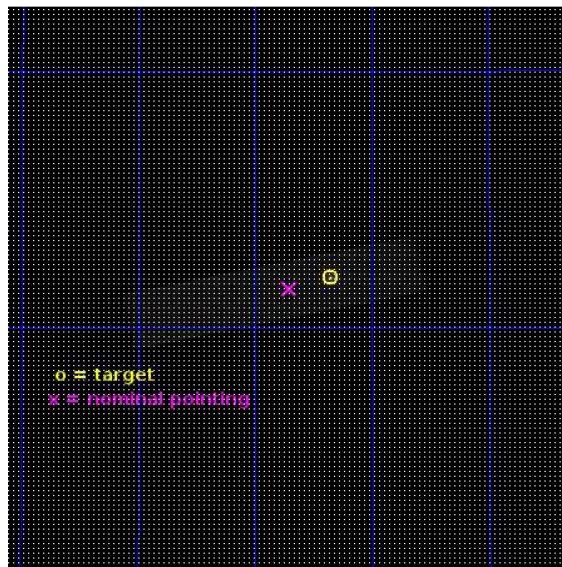 o = target
x = nominal pointing